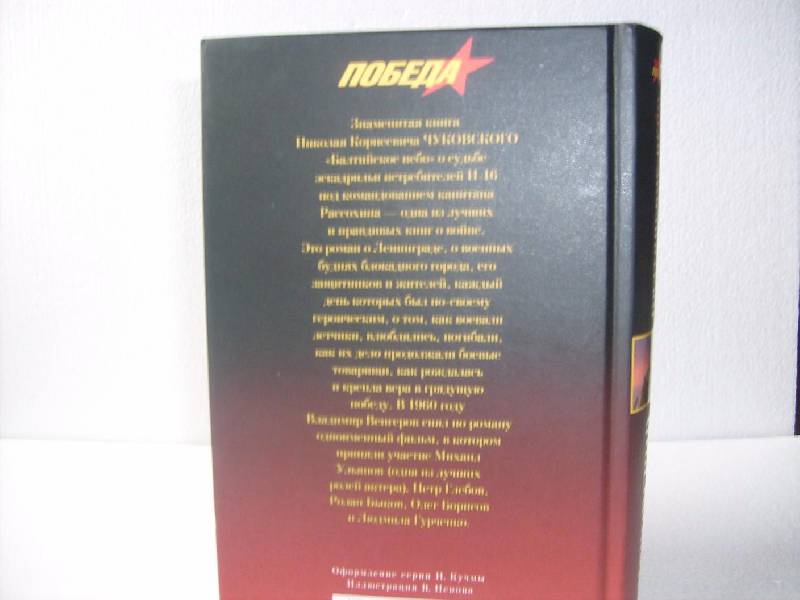 ПОБЕДА
Знаменитая книга
Николая Корнеевича ЧУКОВСКОГО
«Балтийское небо» о судьбе
эскадрильи истребителей И-16
под командованием капитана
Рассохина — одна из лучших
и правдивых книг о войне.
Это роман о Ленинграде, о военных
буднях блокадного города, его
защитников и жителей, каждый
день которых был по-своему
героическим, о том, как воевали
летчики, влюблялись, погибали,
как их дело продолжали боевые
товарищи, как рождалась
и крепла вера в грядущую
победу. В 1960 году
Владимир Венгеров снял по роману
одноименный фильм, в котором
приняли участие Михаил
Ульянов (одна из лучших
ролей актера), Петр Глебов,
Ролан Быков, Олег Борисов
и Людмила Гурченко.
Оформление серии П. Кучмы
Иллюстрация В.